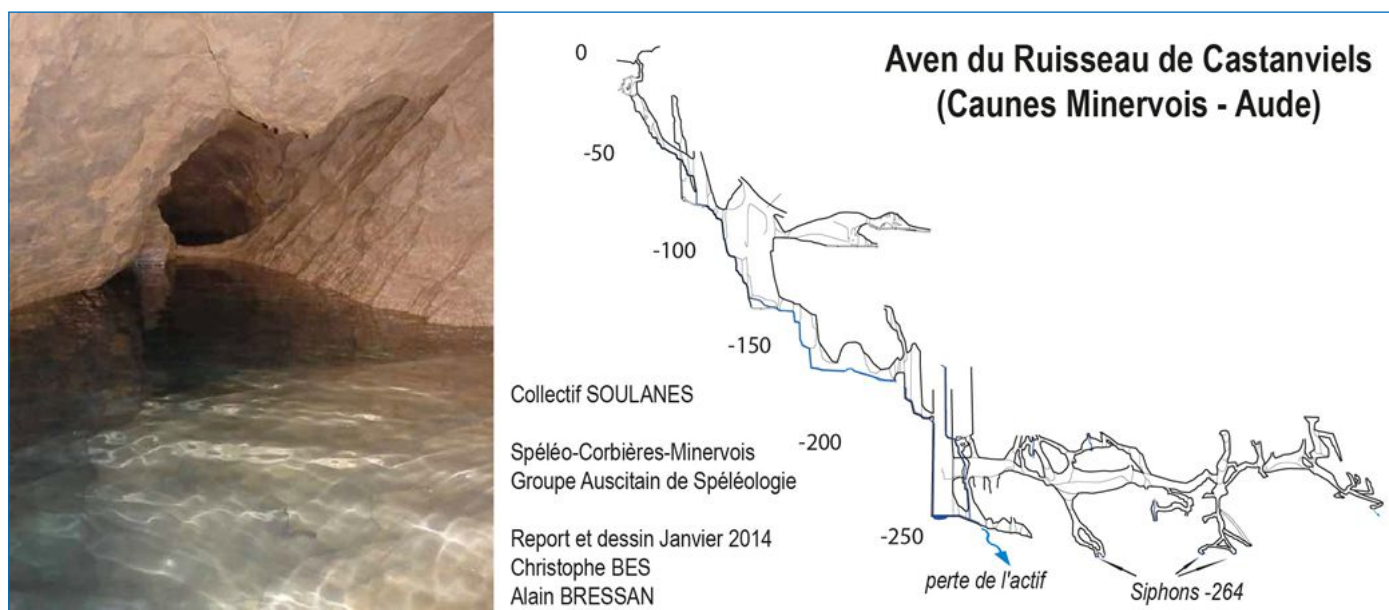 Aven du Ruisseau de Castanviels
(Caunes Minervois - Aude)
0
-50
-100
-150
-200
-250
Collectif SOULANES
Spéléo-Corbières-Minervois
Groupe Auscitain de Spéléologie
Report et dessin Janvier 2014
Christophe BES
Alain BRESSAN
perte de l'actif
Siphons -264